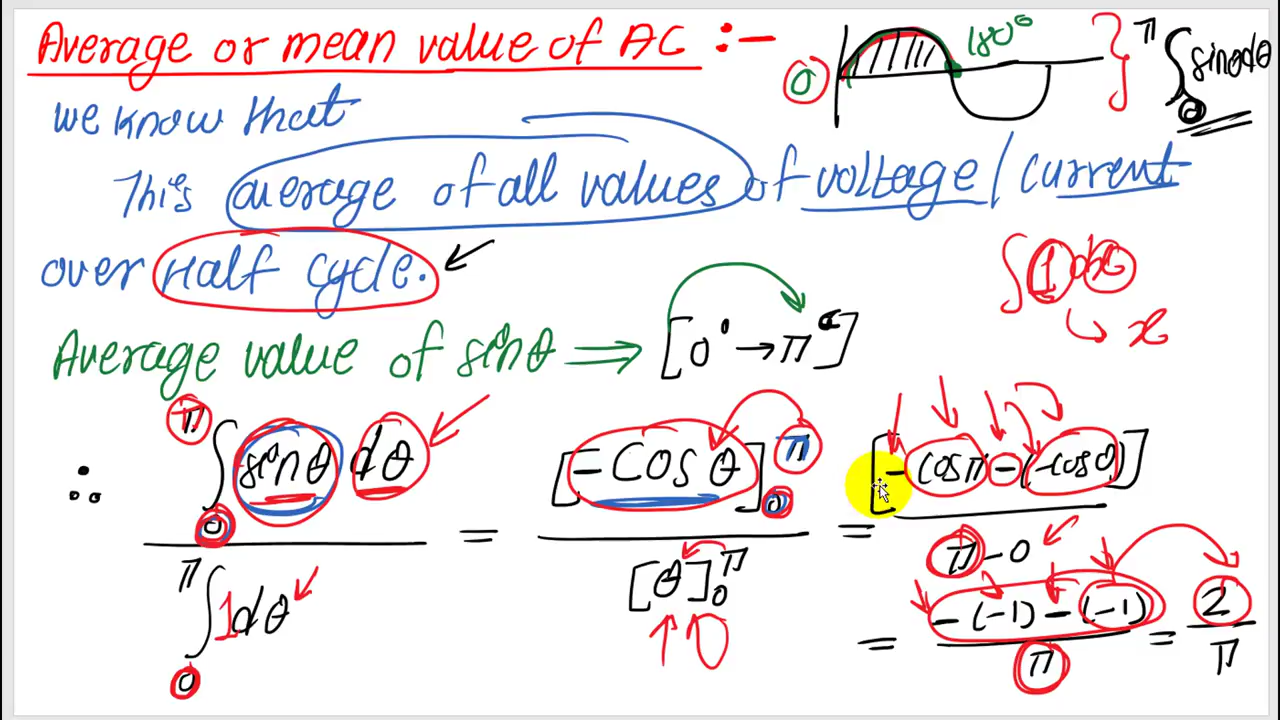 Average or mean value of AC :-
0 180° π ∫ sinθdθ 0
we know that
This average of all values of voltage / current
over Half cycle.
∫ 1 dx
→ x
Average value of sinθ ⇒ [0° → π°]
∴ π ∫ 0 sinθ dθ / π ∫ 0 1dθ = [-cosθ] π 0 / [θ] π 0 = [-cosπ - (-cos0)] / π - 0
= -(-1) - (-1) / π = 2 / π